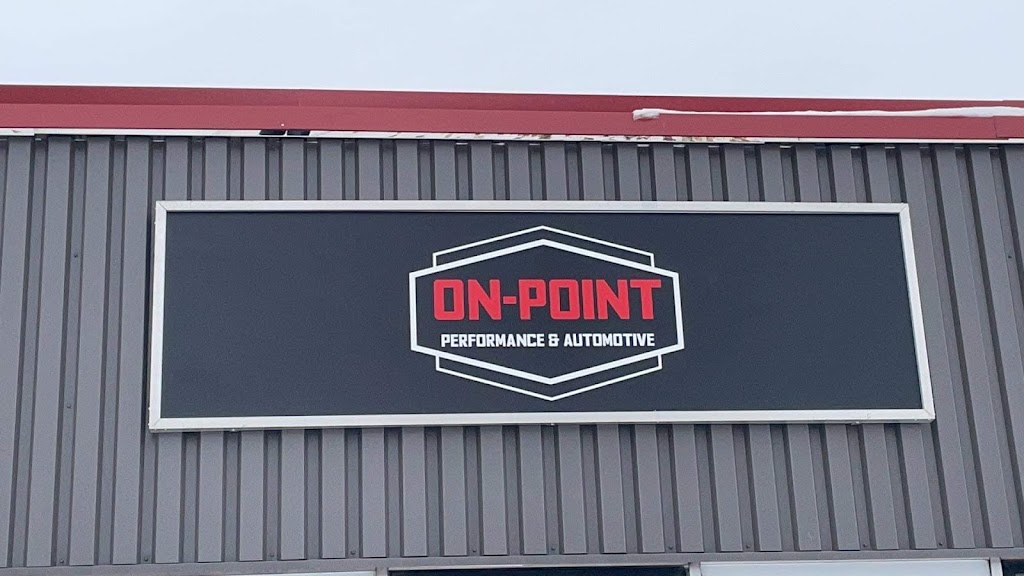 ON-POINT
PERFORMANCE & AUTOMOTIVE